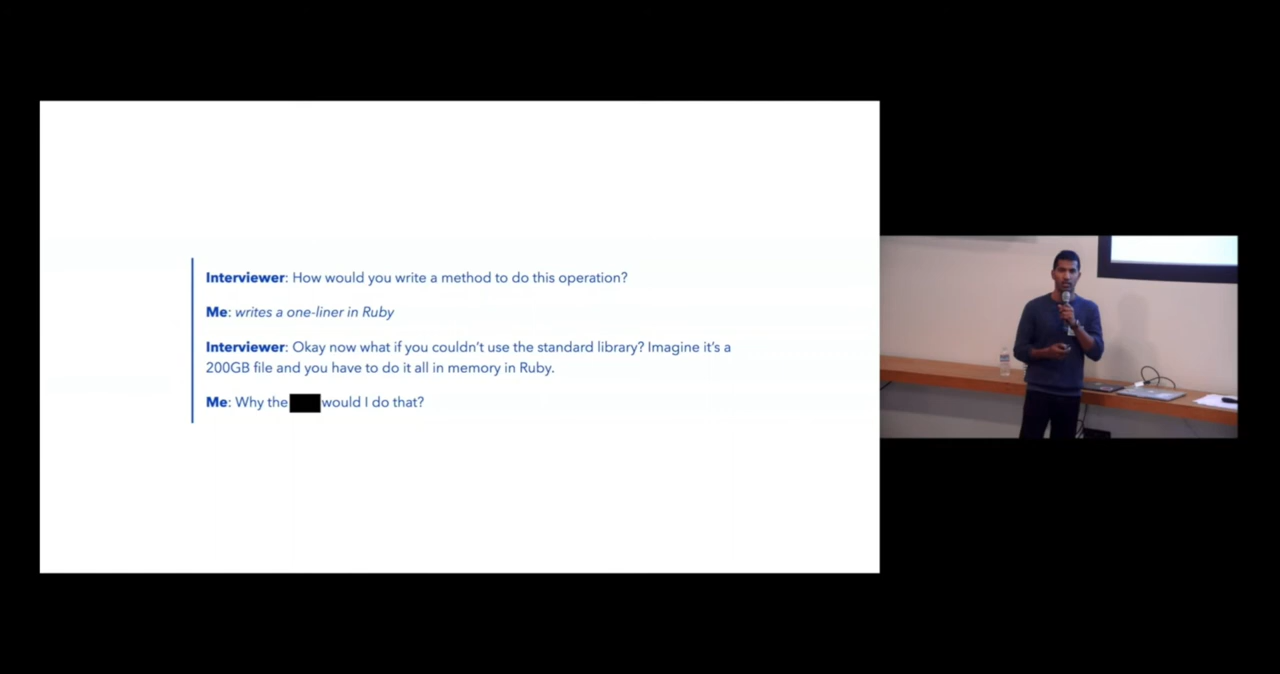 Interviewer: How would you write a method to do this operation?
Me: writes a one-liner in Ruby
Interviewer: Okay now what if you couldn't use the standard library? Imagine it's a
200GB file and you have to do it all in memory in Ruby.
Me: Why the would I do that?